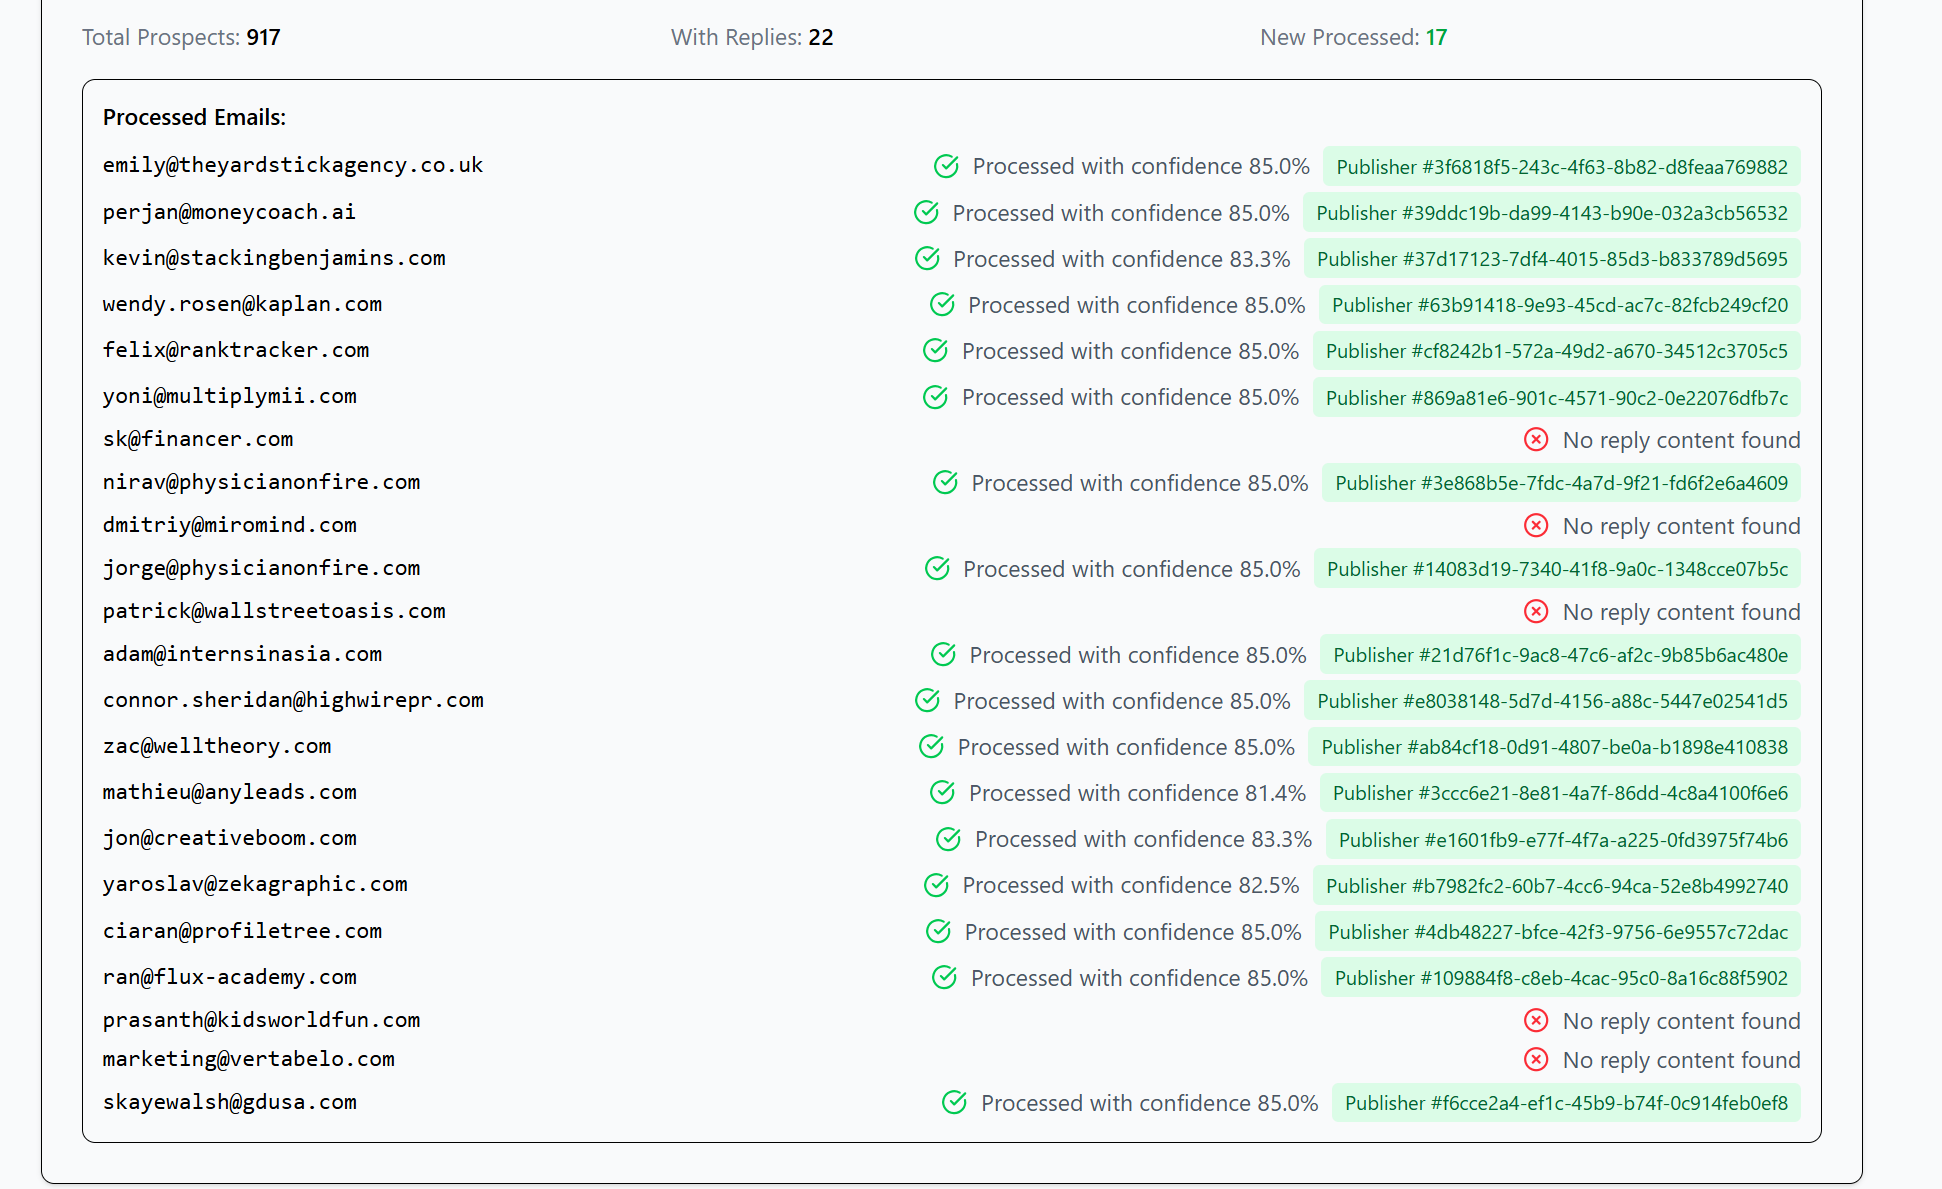 Total Prospects: 917 With Replies: 22 New Processed: 17
Processed Emails:
emily@theyardstickagency.co.uk Processed with confidence 85.0% Publisher #3f6818f5-243c-4f63-8b82-d8feaa769882
perjan@moneycoach.ai Processed with confidence 85.0% Publisher #39ddc19b-da99-4143-b90e-032a3cb56532
kevin@stackingbenjamins.com Processed with confidence 83.3% Publisher #37d17123-7df4-4015-85d3-b833789d5695
wendy.rosen@kaplan.com Processed with confidence 85.0% Publisher #63b91418-9e93-45cd-ac7c-82fcb249cf20
felix@ranktracker.com Processed with confidence 85.0% Publisher #cf8242b1-572a-49d2-a670-34512c3705c5
yoni@multiplymii.com Processed with confidence 85.0% Publisher #869a81e6-901c-4571-90c2-0e22076dfb7c
sk@financer.com No reply content found
nirav@physicianonfire.com Processed with confidence 85.0% Publisher #3e868b5e-7fdc-4a7d-9f21-fd6f2e6a4609
dmitriy@miromind.com No reply content found
jorge@physicianonfire.com Processed with confidence 85.0% Publisher #14083d19-7340-41f8-9a0c-1348cce07b5c
patrick@wallstreetoasis.com No reply content found
adam@internsinasia.com Processed with confidence 85.0% Publisher #21d76f1c-9ac8-47c6-af2c-9b85b6ac480e
connor.sheridan@highwirepr.com Processed with confidence 85.0% Publisher #e8038148-5d7d-4156-a88c-5447e02541d5
zac@welltheory.com Processed with confidence 85.0% Publisher #ab84cf18-0d91-4807-be0a-b1898e410838
mathieu@anyleads.com Processed with confidence 81.4% Publisher #3ccc6e21-8e81-4a7f-86dd-4c8a4100f6e6
jon@creativeboom.com Processed with confidence 83.3% Publisher #e1601fb9-e77f-4f7a-a225-0fd3975f74b6
yaroslav@zekagraphic.com Processed with confidence 82.5% Publisher #b7982fc2-60b7-4cc6-94ca-52e8b4992740
ciaran@profiletree.com Processed with confidence 85.0% Publisher #4db48227-bfce-42f3-9756-6e9557c72dac
ran@flux-academy.com Processed with confidence 85.0% Publisher #109884f8-c8eb-4cac-95c0-8a16c88f5902
prasanth@kidsworldfun.com No reply content found
marketing@vertabelo.com No reply content found
skayewalsh@gdusa.com Processed with confidence 85.0% Publisher #f6cce2a4-ef1c-45b9-b74f-0c914feb0ef8